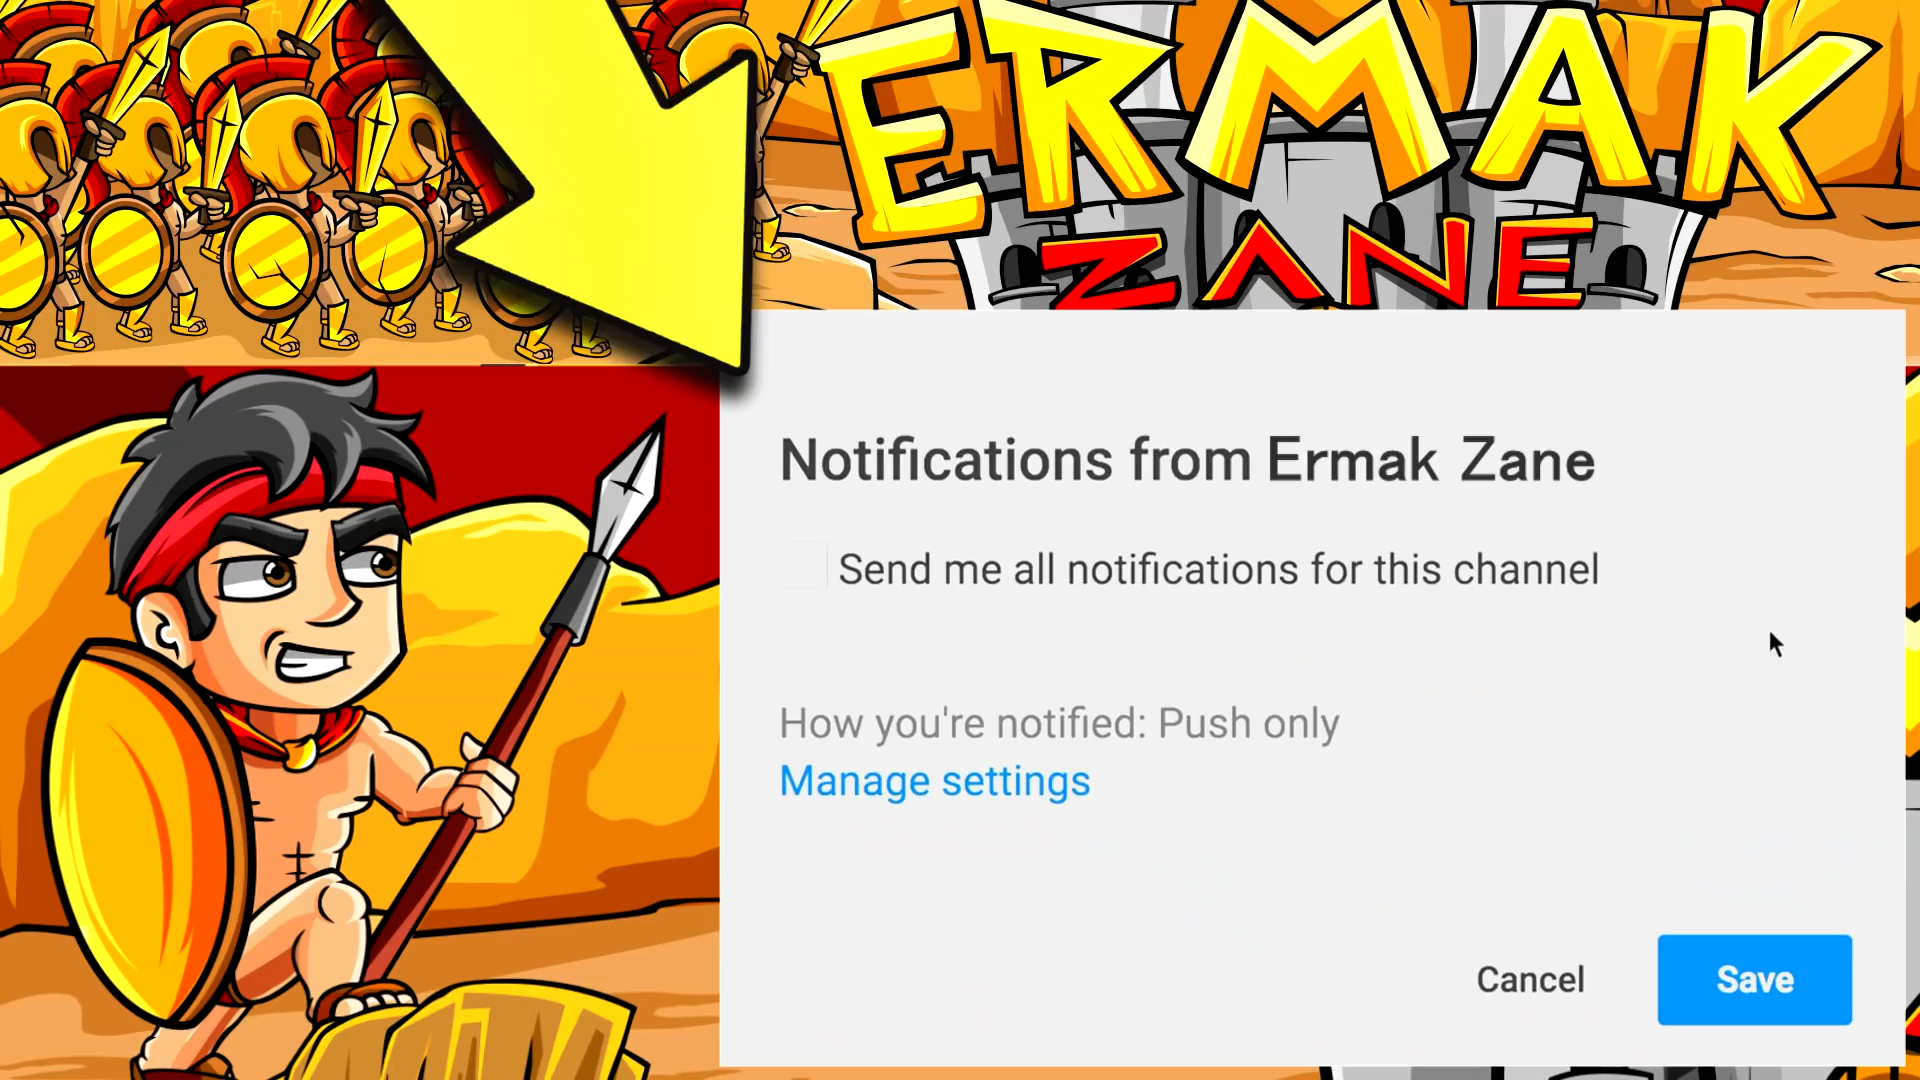 ERMAK
ZANE
Notifications from Ermak Zane
Send me all notifications for this channel
How you're notified: Push only
Manage settings
Cancel
Save